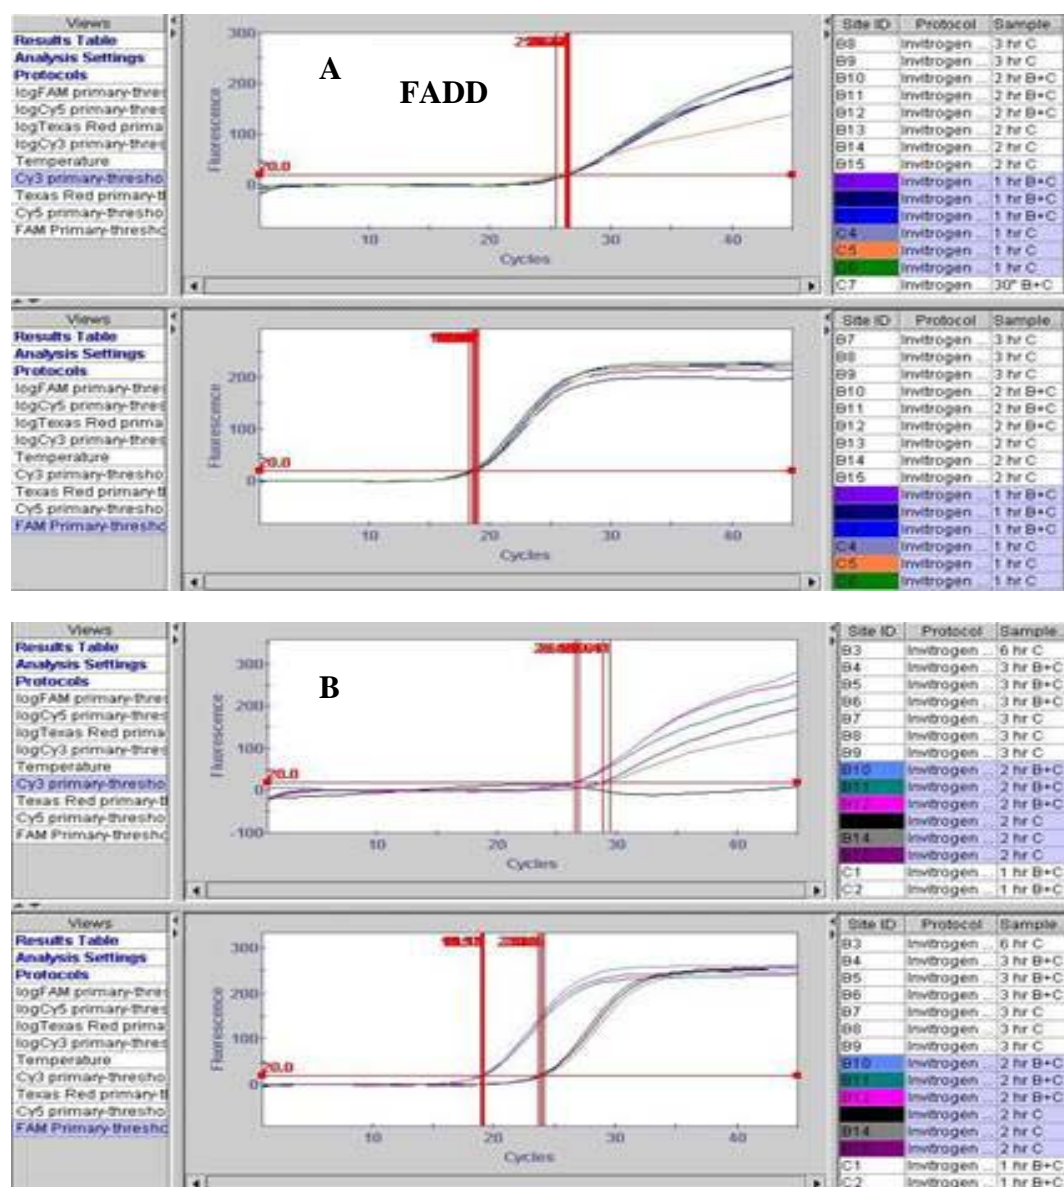 Views
Results Table
Analysis Settings
Protocols
logFAM primary-thres
logCy5 primary-thres
logTexas Red prima
logCy3 primary-thres
Temperature
Cy3 primary-thresho
Texas Red primary-t
Cy5 primary-thresho
FAM Primary-thresho
A
FADD
Fluorescence
300
200
100
0
20.0
10 20 30 40
Cycles
Site ID Protocol Sample
B8 Invitrogen ... 3 hr C
B9 Invitrogen ... 3 hr C
B10 Invitrogen ... 2 hr B+C
B11 Invitrogen ... 2 hr B+C
B12 Invitrogen ... 2 hr B+C
B13 Invitrogen ... 2 hr C
B14 Invitrogen ... 2 hr C
B15 Invitrogen ... 2 hr C
Invitrogen ... 1 hr B+C
Invitrogen ... 1 hr B+C
Invitrogen ... 1 hr B+C
C4 Invitrogen ... 1 hr C
C5 Invitrogen ... 1 hr C
Invitrogen ... 1 hr C
C7 Invitrogen ... 30" B+C
Views
Results Table
Analysis Settings
Protocols
logFAM primary-thres
logCy5 primary-thres
logTexas Red prima
logCy3 primary-thres
Temperature
Cy3 primary-thresho
Texas Red primary-t
Cy5 primary-thresho
FAM Primary-thresho
Fluorescence
200
100
0
20.0
10 20 30 40
Cycles
Site ID Protocol Sample
B7 Invitrogen ... 3 hr C
B8 Invitrogen ... 3 hr C
B9 Invitrogen ... 3 hr C
B10 Invitrogen ... 2 hr B+C
B11 Invitrogen ... 2 hr B+C
B12 Invitrogen ... 2 hr B+C
B13 Invitrogen ... 2 hr C
B14 Invitrogen ... 2 hr C
B15 Invitrogen ... 2 hr C
Invitrogen ... 1 hr B+C
Invitrogen ... 1 hr B+C
Invitrogen ... 1 hr B+C
C4 Invitrogen ... 1 hr C
C5 Invitrogen ... 1 hr C
Invitrogen ... 1 hr C
Views
Results Table
Analysis Settings
Protocols
logFAM primary-thres
logCy5 primary-thres
logTexas Red prima
logCy3 primary-thres
Temperature
Cy3 primary-thresho
Texas Red primary-t
Cy5 primary-thresho
FAM Primary-thresho
B
Fluorescence
300
200
100
0
-100
20.0
10 20 30 40
Cycles
Site ID Protocol Sample
B3 Invitrogen ... 6 hr C
B4 Invitrogen ... 3 hr B+C
B5 Invitrogen ... 3 hr B+C
B6 Invitrogen ... 3 hr B+C
B7 Invitrogen ... 3 hr C
B8 Invitrogen ... 3 hr C
B9 Invitrogen ... 3 hr C
B10 Invitrogen ... 2 hr B+C
B11 Invitrogen ... 2 hr B+C
B12 Invitrogen ... 2 hr B+C
Invitrogen ... 2 hr C
B14 Invitrogen ... 2 hr C
Invitrogen ... 2 hr C
C1 Invitrogen ... 1 hr B+C
C2 Invitrogen ... 1 hr B+C
Views
Results Table
Analysis Settings
Protocols
logFAM primary-thres
logCy5 primary-thres
logTexas Red prima
logCy3 primary-thres
Temperature
Cy3 primary-thresho
Texas Red primary-t
Cy5 primary-thresho
FAM Primary-thresho
Fluorescence
300
200
100
0
20.0
10 20 30 40
Cycles
Site ID Protocol Sample
B3 Invitrogen ... 6 hr C
B4 Invitrogen ... 3 hr B+C
B5 Invitrogen ... 3 hr B+C
B6 Invitrogen ... 3 hr B+C
B7 Invitrogen ... 3 hr C
B8 Invitrogen ... 3 hr C
B9 Invitrogen ... 3 hr C
B10 Invitrogen ... 2 hr B+C
B11 Invitrogen ... 2 hr B+C
B12 Invitrogen ... 2 hr B+C
Invitrogen ... 2 hr C
B14 Invitrogen ... 2 hr C
Invitrogen ... 2 hr C
C1 Invitrogen ... 1 hr B+C
C2 Invitrogen ... 1 hr B+C